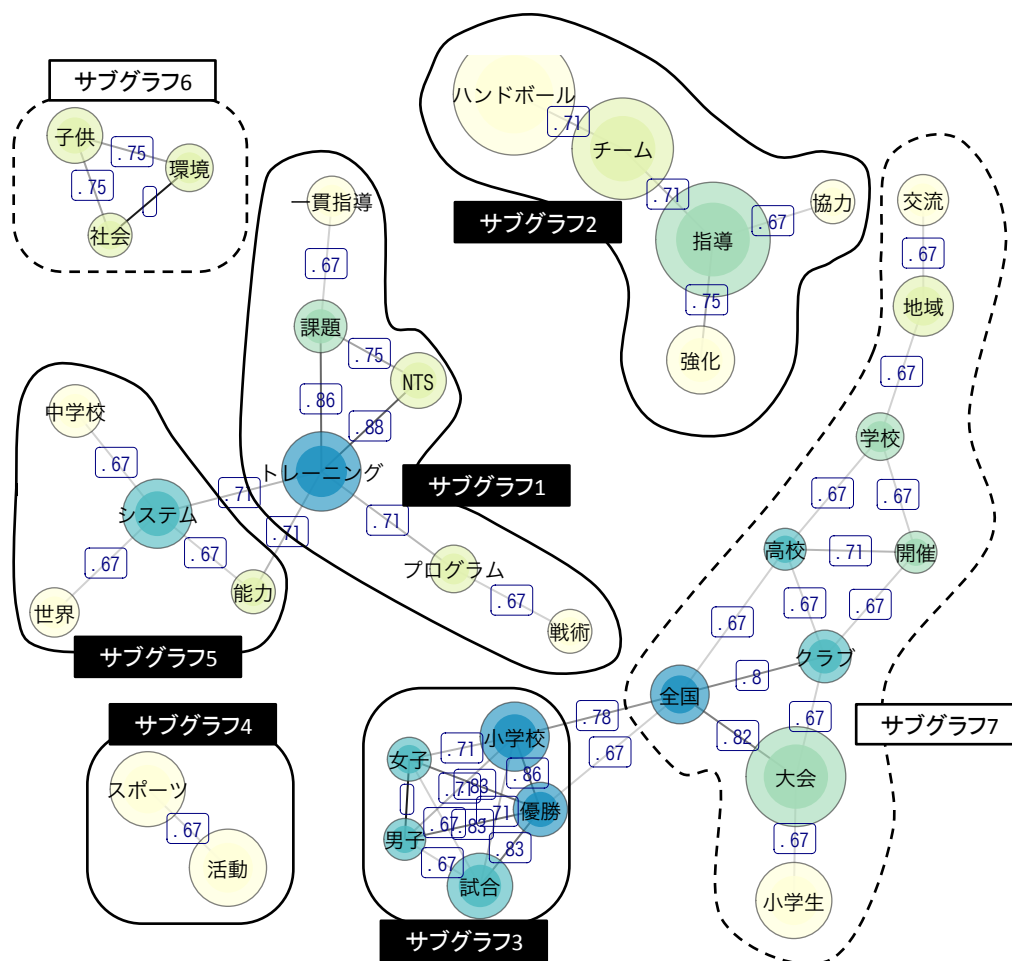 サブグラフ6
子供
.75
環境
.75
社会
ハンドボール
.71
チーム
.71
サブグラフ2
指導
.67
協力
.75
強化
一貫指導
.67
課題
.75
NTS
.86
.88
トレーニング
サブグラフ1
.71
プログラム
.67
戦術
中学校
.67
.71
システム
.71
.67
.67
世界
能力
サブグラフ5
交流
.67
地域
.67
学校
.67
.67
高校
.71
開催
.67
.67
.67
クラブ
全国
.8
.82
.67
サブグラフ7
大会
.67
小学生
.78
.67
サブグラフ4
スポーツ
.67
活動
小学校
女子
.71
.86
.71
.83
優勝
.71
.67
.83
男子
.67
.83
試合
サブグラフ3